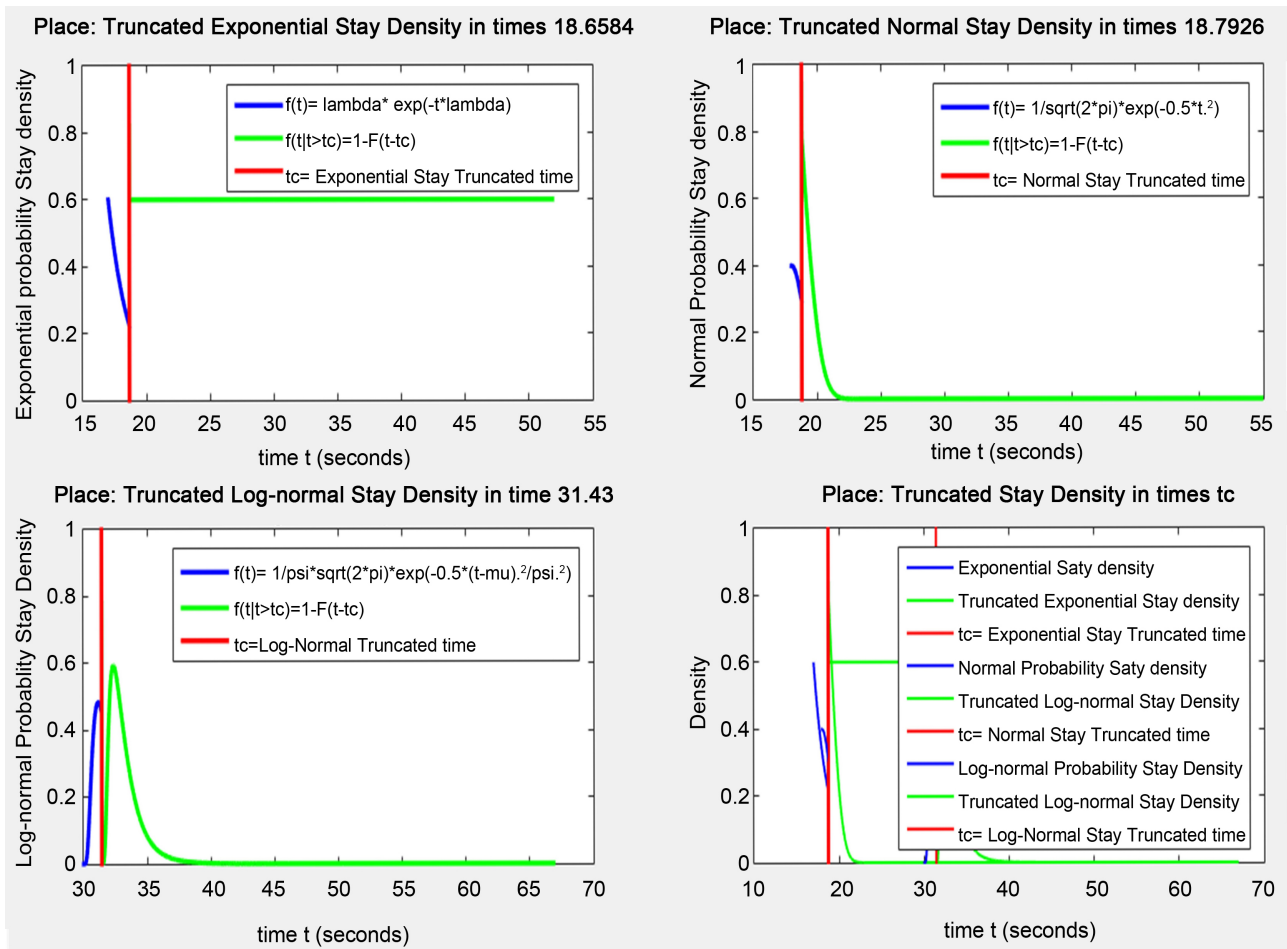 Place: Truncated Exponential Stay Density in times 18.6584
Exponential probability Stay density
1
0.8
0.6
0.4
0.2
0
f(t)= lambda* exp(-t*lambda)
f(t|t>tc)=1-F(t-tc)
tc= Exponential Stay Truncated time
15 20 25 30 35 40 45 50 55
time t (seconds)
Place: Truncated Normal Stay Density in times 18.7926
Normal Probability Stay density
1
0.8
0.6
0.4
0.2
0
f(t)= 1/sqrt(2*pi)*exp(-0.5*t.²)
f(t|t>tc)=1-F(t-tc)
tc= Normal Stay Truncated time
15 20 25 30 35 40 45 50 55
time t (seconds)
Place: Truncated Log-normal Stay Density in time 31.43
Log-normal Probablity Stay Density
1
0.8
0.6
0.4
0.2
0
f(t)= 1/psi*sqrt(2*pi)*exp(-0.5*(t-mu).²/psi.²)
f(t|t>tc)=1-F(t-tc)
tc=Log-Normal Truncated time
30 35 40 45 50 55 60 65 70
time t (seconds)
Place: Truncated Stay Density in times tc
Density
1
0.8
0.6
0.4
0.2
0
Exponential Saty density
Truncated Exponential Stay density
tc= Exponential Stay Truncated time
Normal Probability Saty density
Truncated Log-normal Stay Density
tc= Normal Stay Truncated time
Log-normal Probability Stay Density
Truncated Log-normal Stay Density
tc= Log-Normal Stay Truncated time
10 20 30 40 50 60 70
time t (seconds)